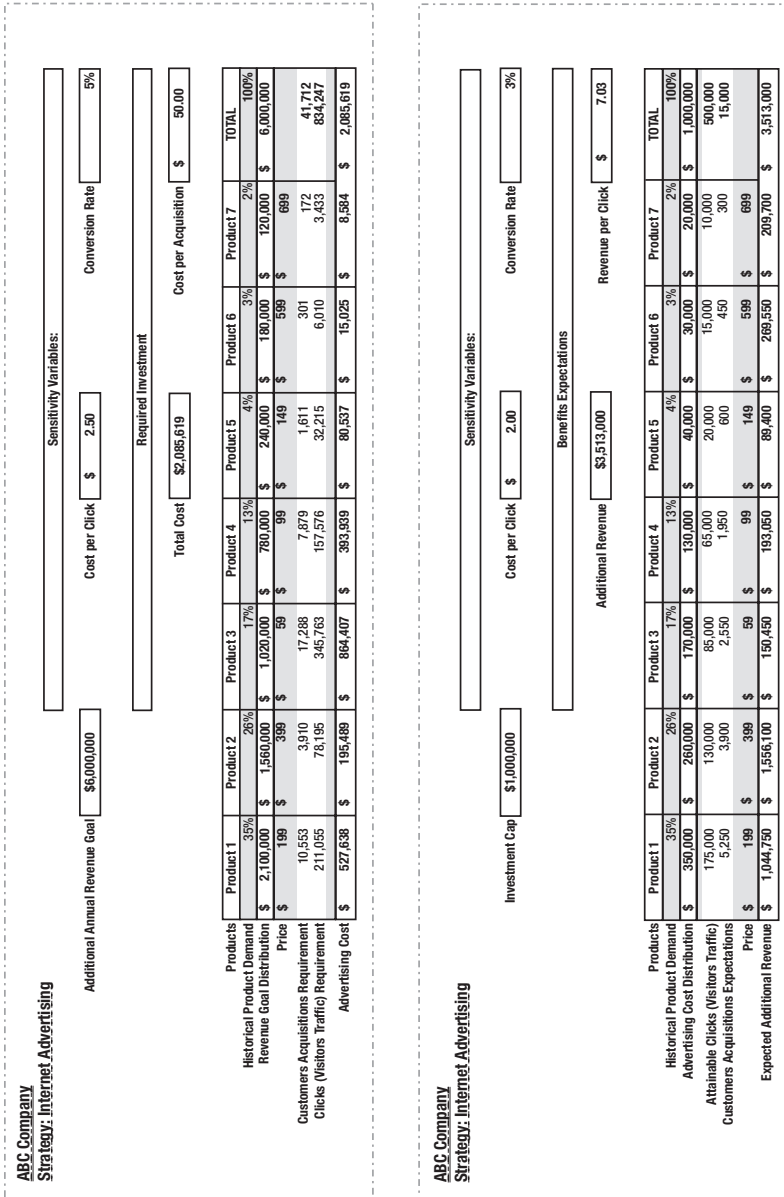 ABC Company
Strategy: Internet Advertising
Sensitivity Variables:
Additional Annual Revenue Goal $6,000,000 Cost per Click $ 2.50 Conversion Rate 5%
Required Investment
Total Cost $2,085,619 Cost per Acquisition $ 50.00
Products Product 1 Product 2 Product 3 Product 4 Product 5 Product 6 Product 7 TOTAL
Historical Product Demand 35% 26% 17% 13% 4% 3% 2% 100%
Revenue Goal Distribution $ 2,100,000 $ 1,560,000 $ 1,020,000 $ 780,000 $ 240,000 $ 180,000 $ 120,000 $ 6,000,000
Price $ 199 $ 399 $ 59 $ 99 $ 149 $ 599 $ 699
Customers Acquisitions Requirement 10,553 3,910 17,288 7,879 1,611 301 172 41,712
Clicks (Visitors Traffic) Requirement 211,055 78,195 345,763 157,576 32,215 6,010 3,433 834,247
Advertising Cost $ 527,638 $ 195,489 $ 864,407 $ 393,939 $ 80,537 $ 15,025 $ 8,584 $ 2,085,619
ABC Company
Strategy: Internet Advertising
Sensitivity Variables:
Investment Cap $1,000,000 Cost per Click $ 2.00 Conversion Rate 3%
Benefits Expectations
Additional Revenue $3,513,000 Revenue per Click $ 7.03
Products Product 1 Product 2 Product 3 Product 4 Product 5 Product 6 Product 7 TOTAL
Historical Product Demand 35% 26% 17% 13% 4% 3% 2% 100%
Advertising Cost Distribution $ 350,000 $ 260,000 $ 170,000 $ 130,000 $ 40,000 $ 30,000 $ 20,000 $ 1,000,000
Attainable Clicks (Visitors Traffic) 175,000 130,000 85,000 65,000 20,000 15,000 10,000 500,000
Customers Acquisitions Expectations 5,250 3,900 2,550 1,950 600 450 300 15,000
Price $ 199 $ 399 $ 59 $ 99 $ 149 $ 599 $ 699
Expected Additional Revenue $ 1,044,750 $ 1,556,100 $ 150,450 $ 193,050 $ 89,400 $ 269,550 $ 209,700 $ 3,513,000